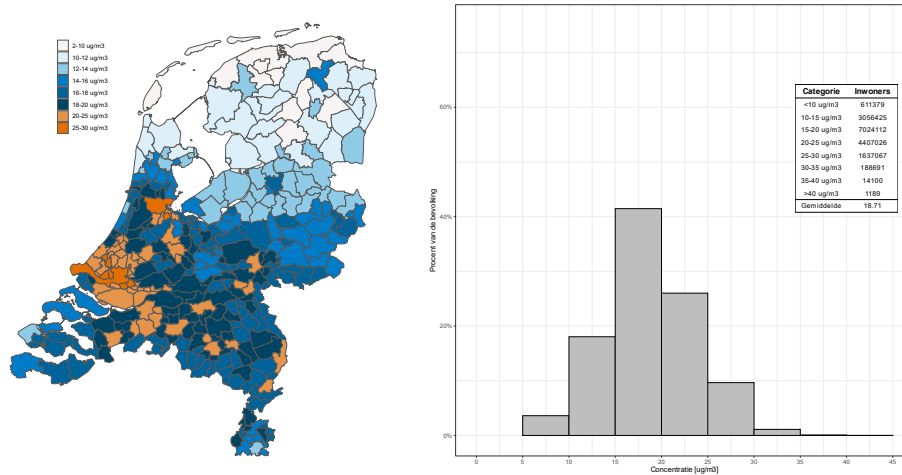 2-10 ug/m3
10-12 ug/m3
12-14 ug/m3
14-16 ug/m3
16-18 ug/m3
18-20 ug/m3
20-25 ug/m3
25-30 ug/m3
Procent van de bevolking
60%
40%
20%
0%
Categorie Inwoners
<10 ug/m3 611379
10-15 ug/m3 3056425
15-20 ug/m3 7024112
20-25 ug/m3 4407026
25-30 ug/m3 1637067
30-35 ug/m3 188691
35-40 ug/m3 14100
>40 ug/m3 1189
Gemiddelde 18.71
0 5 10 15 20 25 30 35 40 45
Concentratie [ug/m3]